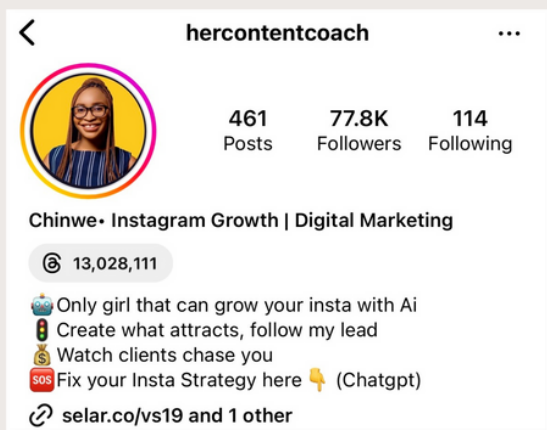 hercontentcoach
461 77.8K 114
Posts Followers Following
Chinwe• Instagram Growth | Digital Marketing
13,028,111
🤖Only girl that can grow your insta with Ai
🚦Create what attracts, follow my lead
💰Watch clients chase you
🆘Fix your Insta Strategy here 👇 (Chatgpt)
selar.co/vs19 and 1 other